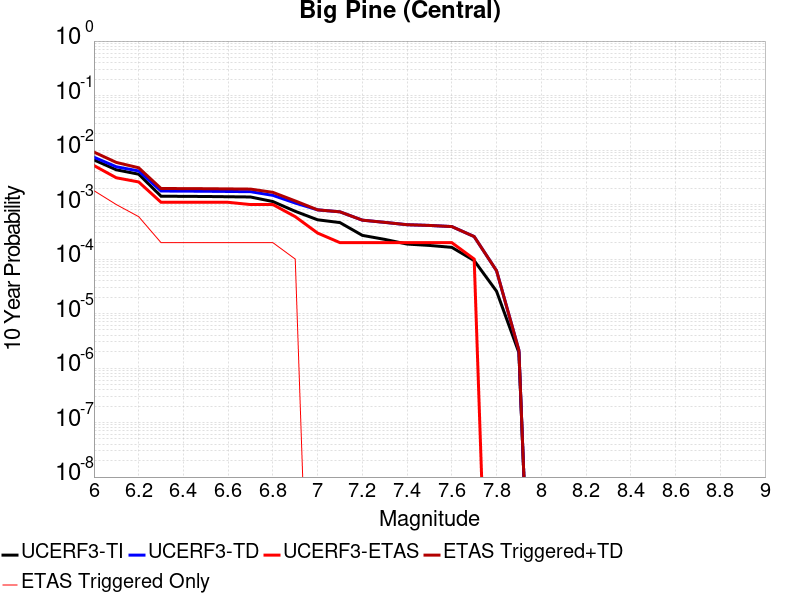 Big Pine (Central)
10 Year Probability
10^0
10^-1
10^-2
10^-3
10^-4
10^-5
10^-6
10^-7
10^-8
6 6.2 6.4 6.6 6.8 7 7.2 7.4 7.6 7.8 8 8.2 8.4 8.6 8.8 9
Magnitude
UCERF3-TI UCERF3-TD UCERF3-ETAS ETAS Triggered+TD
ETAS Triggered Only